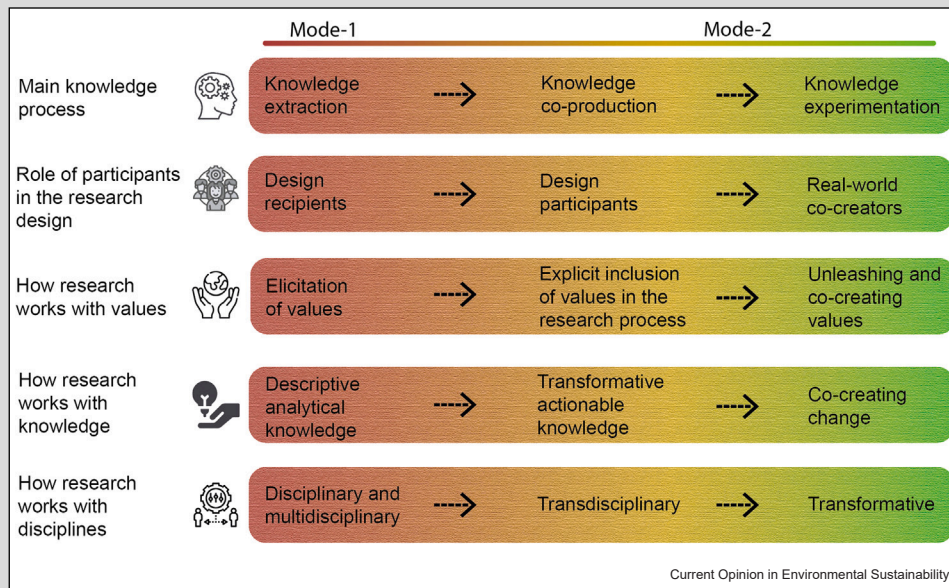 Mode-1 Mode-2
Main knowledge
process
Knowledge
extraction
Knowledge
co-production
Knowledge
experimentation
Role of participants
in the research
design
Design
recipients
Design
participants
Real-world
co-creators
How research
works with values
Elicitation
of values
Explicit inclusion
of values in the
research process
Unleashing and
co-creating
values
How research
works with
knowledge
Descriptive
analytical
knowledge
Transformative
actionable
knowledge
Co-creating
change
How research
works with
disciplines
Disciplinary and
multidisciplinary
Transdisciplinary
Transformative
Current Opinion in Environmental Sustainability